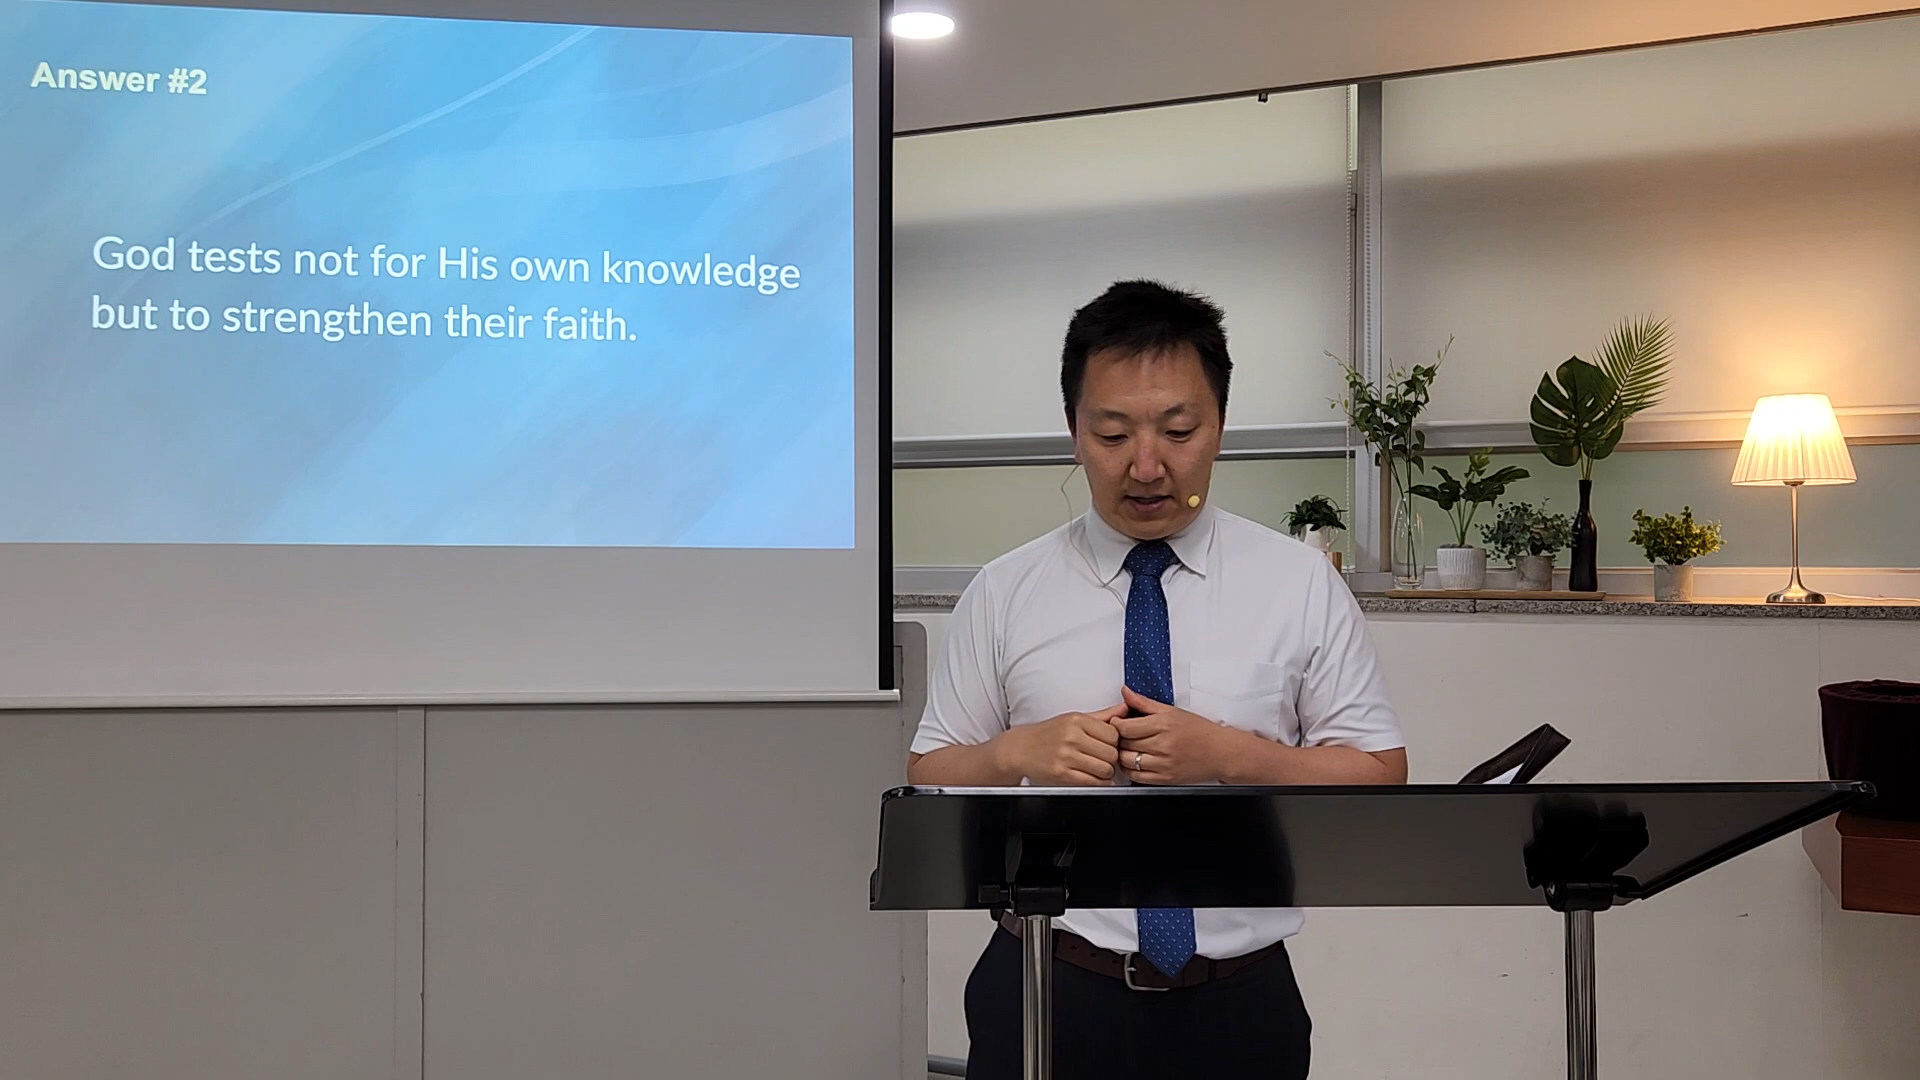 Answer #2
God tests not for His own knowledge
but to strengthen their faith.